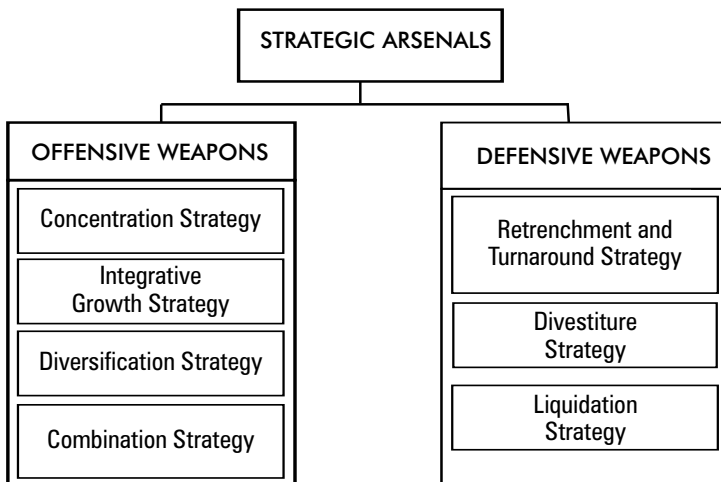 STRATEGIC ARSENALS
OFFENSIVE WEAPONS
Concentration Strategy
Integrative
Growth Strategy
Diversification Strategy
Combination Strategy
DEFENSIVE WEAPONS
Retrenchment and
Turnaround Strategy
Divestiture
Strategy
Liquidation
Strategy